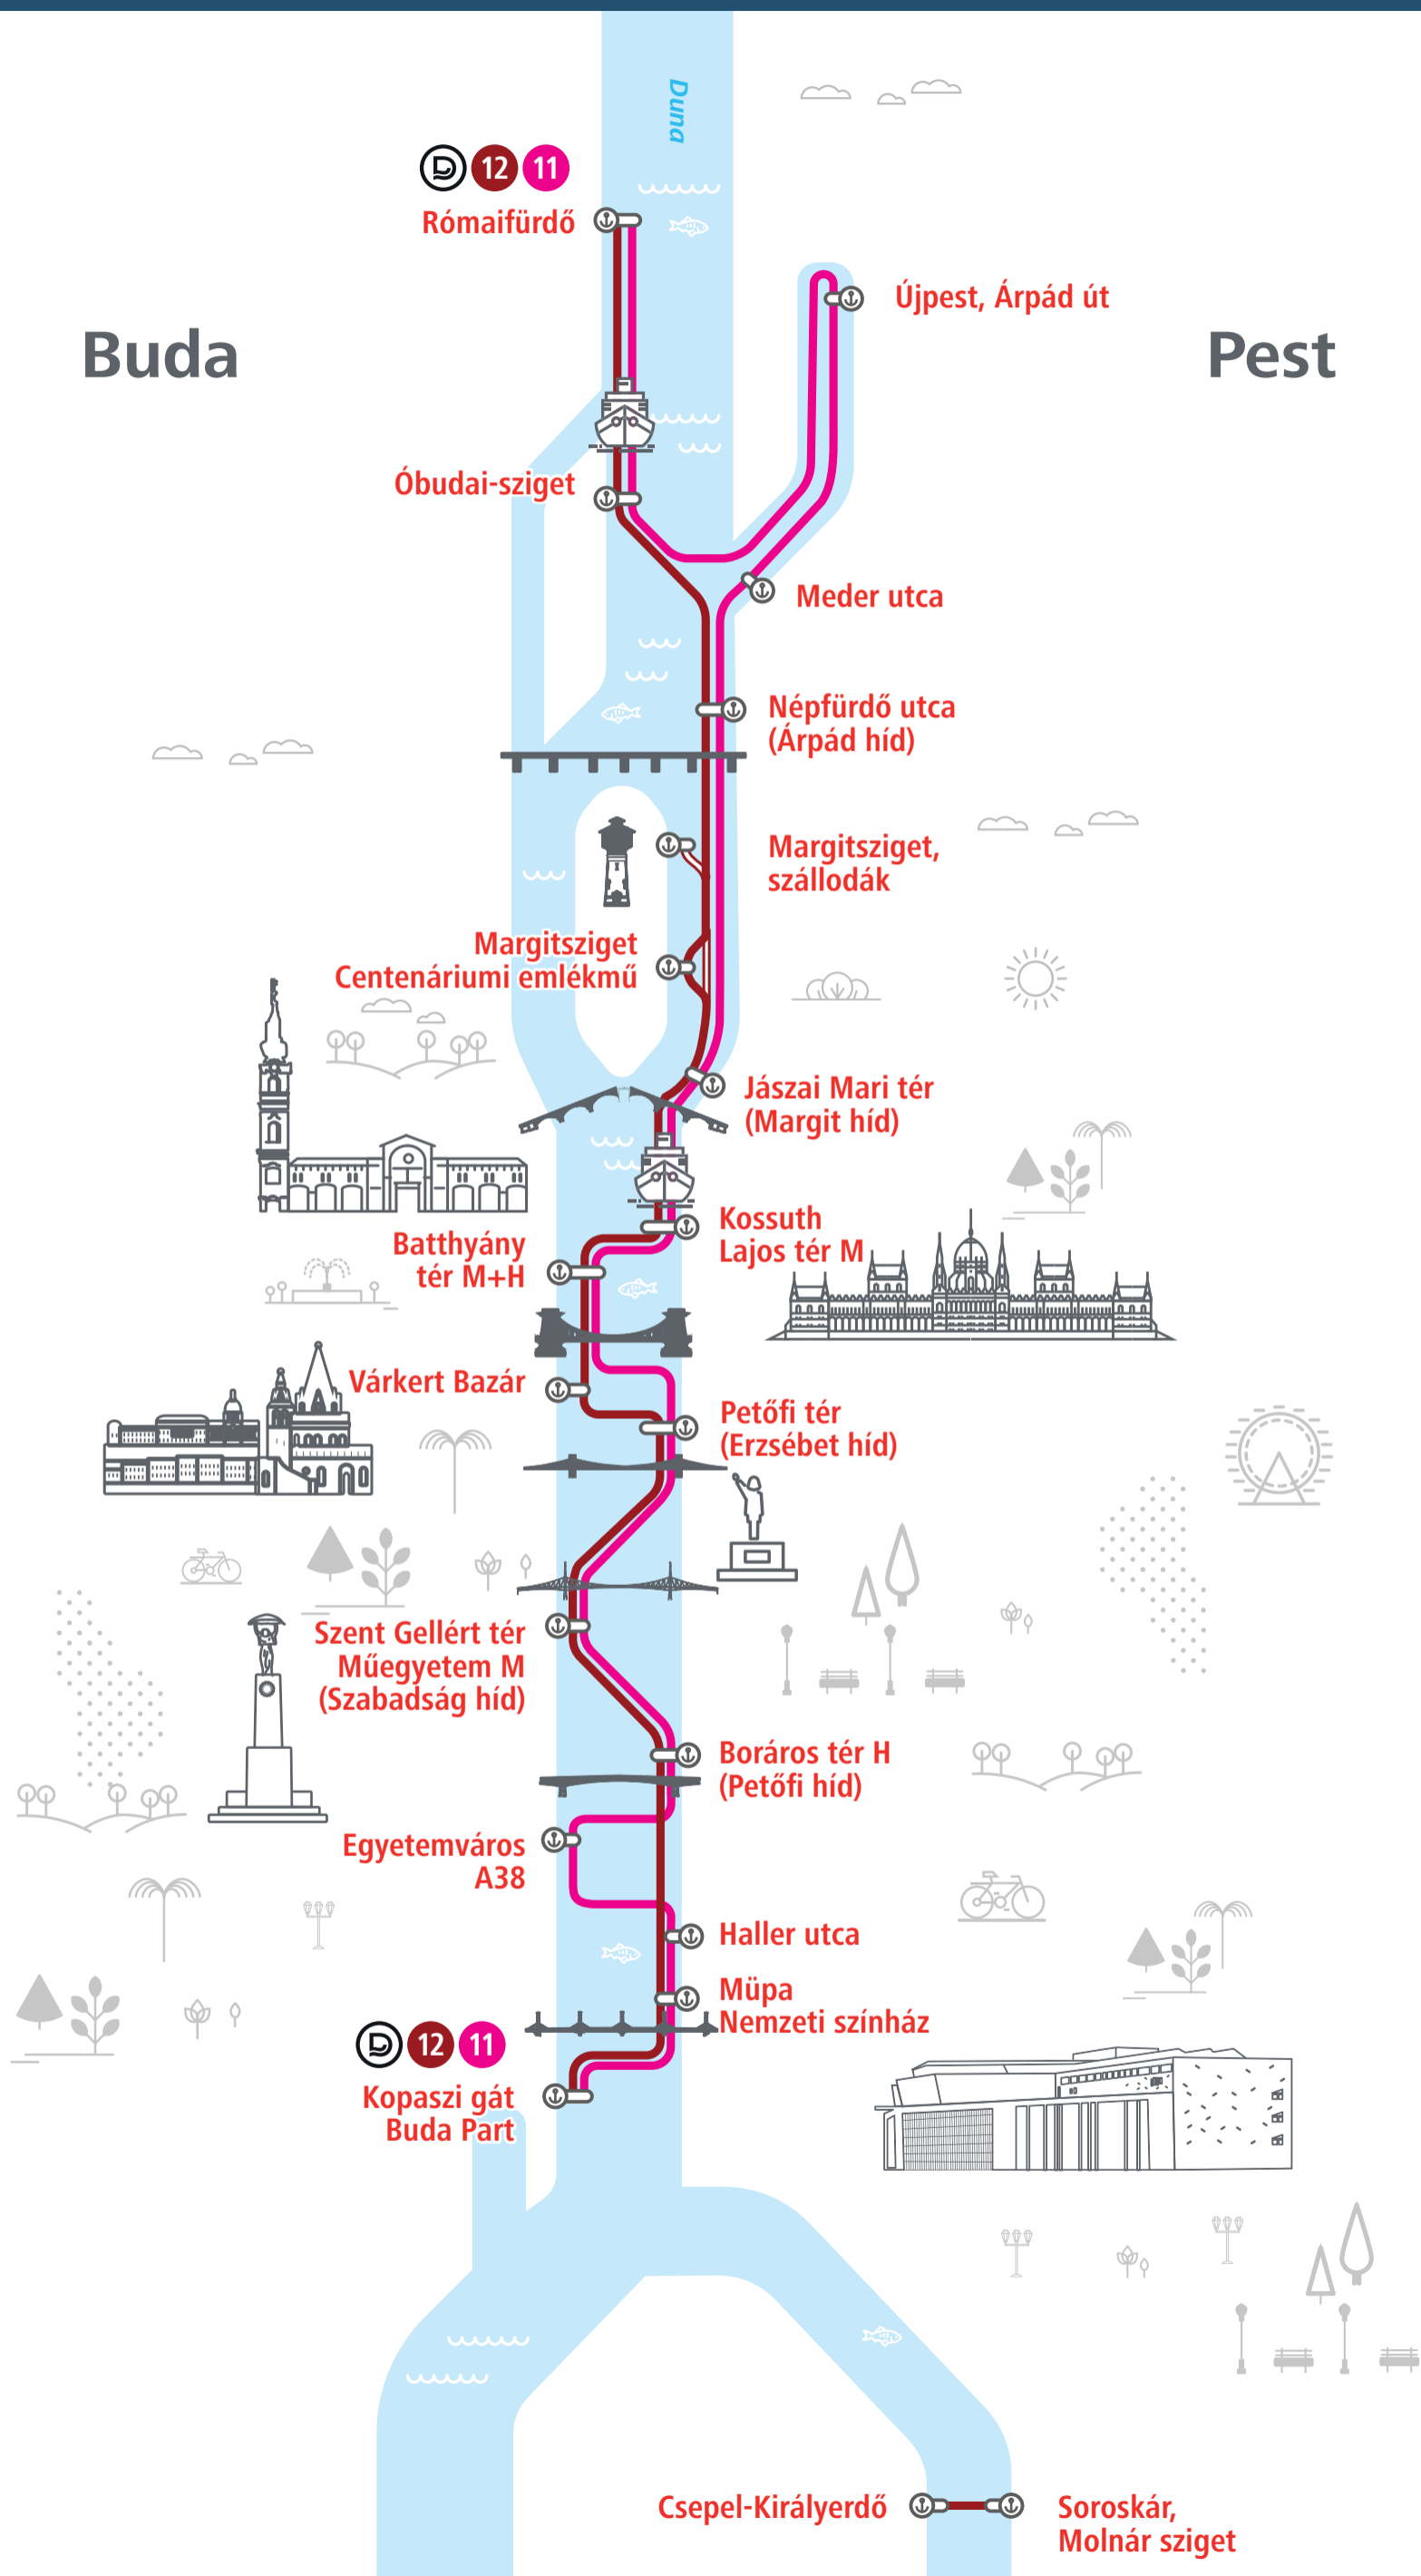 Duna
12 11
Rómaifürdő
Újpest, Árpád út
Buda
Pest
Óbudai-sziget
Meder utca
Népfürdő utca
(Árpád híd)
Margitsziget,
szállodák
Margitsziget
Centenáriumi emlékmű
Jászai Mari tér
(Margit híd)
Kossuth
Lajos tér M
Batthyány
tér M+H
Várkert Bazár
Petőfi tér
(Erzsébet híd)
Szent Gellért tér
Műegyetem M
(Szabadság híd)
Boráros tér H
(Petőfi híd)
Egyetemváros
A38
Haller utca
Müpa
Nemzeti színház
12 11
Kopaszi gát
Buda Part
Csepel-Királyerdő
Soroskár,
Molnár sziget